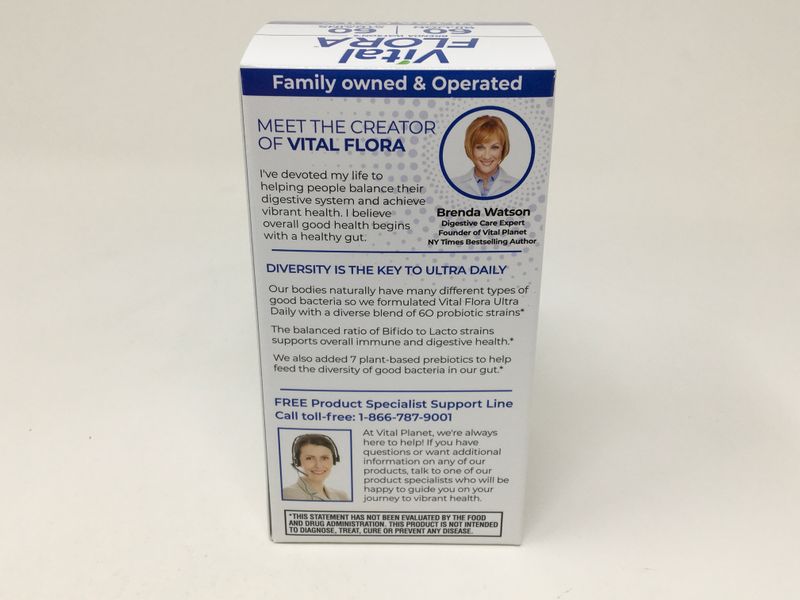 60 | 60
BILLION | STRAINS
BRENDA WATSON'S
FLORA
Vital
Family owned & Operated
MEET THE CREATOR
OF VITAL FLORA
I've devoted my life to
helping people balance their
digestive system and achieve
vibrant health. I believe
overall good health begins
with a healthy gut.
Brenda Watson
Digestive Care Expert
Founder of Vital Planet
NY Times Bestselling Author
DIVERSITY IS THE KEY TO ULTRA DAILY
Our bodies naturally have many different types of
good bacteria so we formulated Vital Flora Ultra
Daily with a diverse blend of 60 probiotic strains*
The balanced ratio of Bifido to Lacto strains
supports overall immune and digestive health.*
We also added 7 plant-based prebiotics to help
feed the diversity of good bacteria in our gut.*
FREE Product Specialist Support Line
Call toll-free: 1-866-787-9001
At Vital Planet, we're always
here to help! If you have
questions or want additional
information on any of our
products, talk to one of our
product specialists who will be
happy to guide you on your
journey to vibrant health.
*THIS STATEMENT HAS NOT BEEN EVALUATED BY THE FOOD
AND DRUG ADMINISTRATION. THIS PRODUCT IS NOT INTENDED
TO DIAGNOSE, TREAT, CURE OR PREVENT ANY DISEASE.